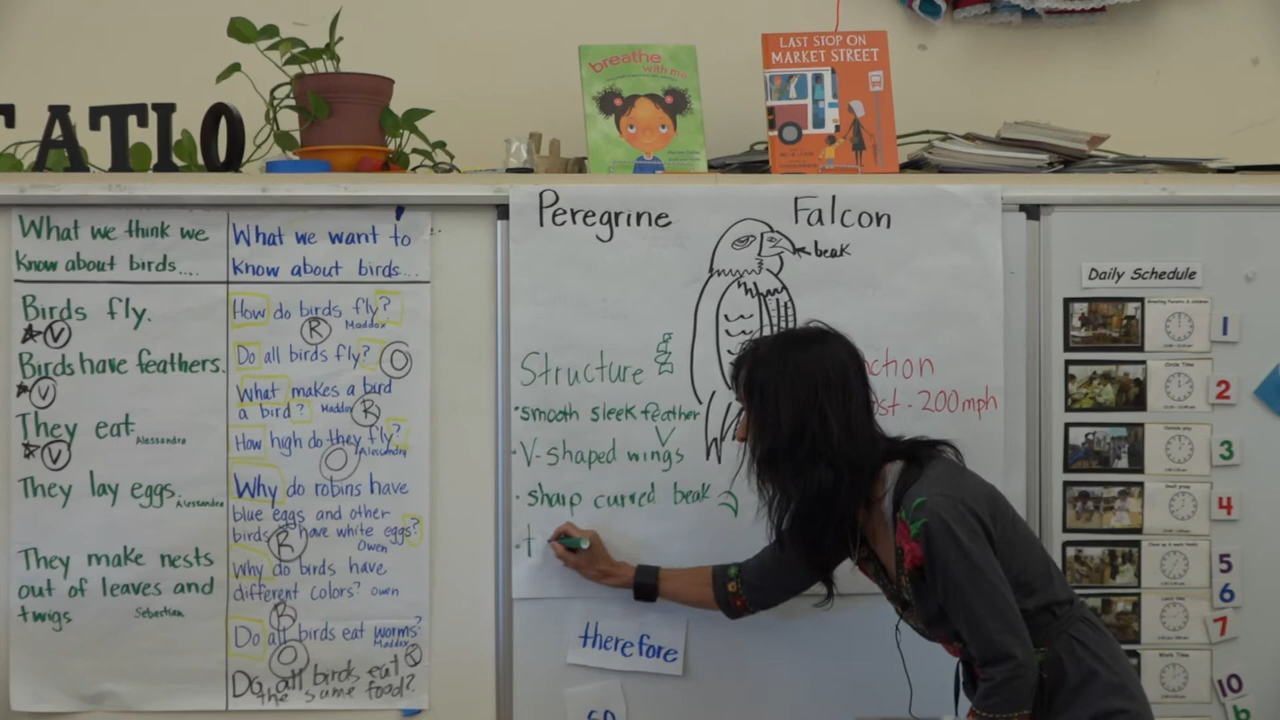 TATIO
breathe
with me
LAST STOP ON
MARKET STREET
What we think we
know about birds....
Birds fly.
V
Birds have feathers.
V
They eat
Alessandra
V
They lay eggs.
Alessandra
They make nests
out of leaves and
twigs
Sebastian
What we want to
know about birds....
How do birds fly?
R
Maddox
Do all birds fly?
O
What makes a bird
a bird?
Maddox
R
How high do they fly?
Alessandra
O
Why do robins have
blue eggs and other
birds have white eggs?
R
Owen
Why do birds have
different colors? Owen
R
Do all birds eat worms?
Maddox
R
O
Do all birds eat
the same food?
Peregrine Falcon
beak
Structure
smooth sleek feather
V-shaped wings
sharp curved beak
t
nction
st - 200mph
therefore
so
Daily Schedule
1
2
3
4
5
6
7
10